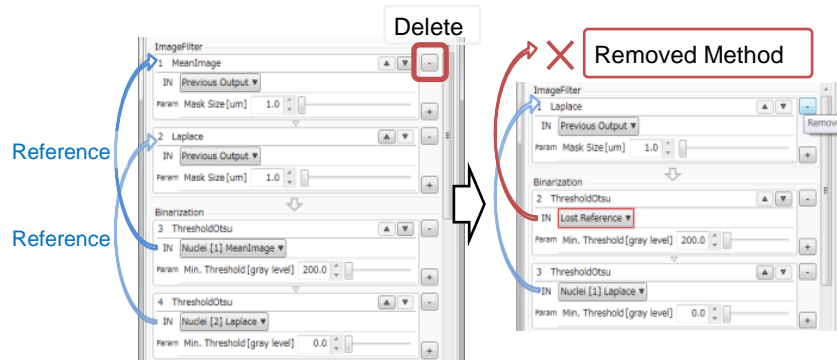 Delete
ImageFilter
1 MeanImage ▲ ▼ -
IN Previous Output ▼
Param Mask Size[um] 1.0
+
2 Laplace ▲ ▼ -
IN Previous Output ▼
Param Mask Size[um] 1.0
+
Binarization
3 ThresholdOtsu ▲ ▼ -
IN Nuclei [1] MeanImage ▼
Param Min. Threshold[gray level] 200.0
+
4 ThresholdOtsu ▲ ▼ -
IN Nuclei [2] Laplace ▼
Param Min. Threshold[gray level] 0.0
+
Reference
Reference
Removed Method
ImageFilter
1 Laplace ▲ ▼ -
Remove
IN Previous Output ▼
Param Mask Size[um] 1.0
+
Binarization
2 ThresholdOtsu ▲ ▼ -
IN Lost Reference ▼
Param Min. Threshold[gray level] 200.0
+
3 ThresholdOtsu ▲ ▼ -
IN Nuclei [1] Laplace ▼
Param Min. Threshold[gray level] 0.0
+